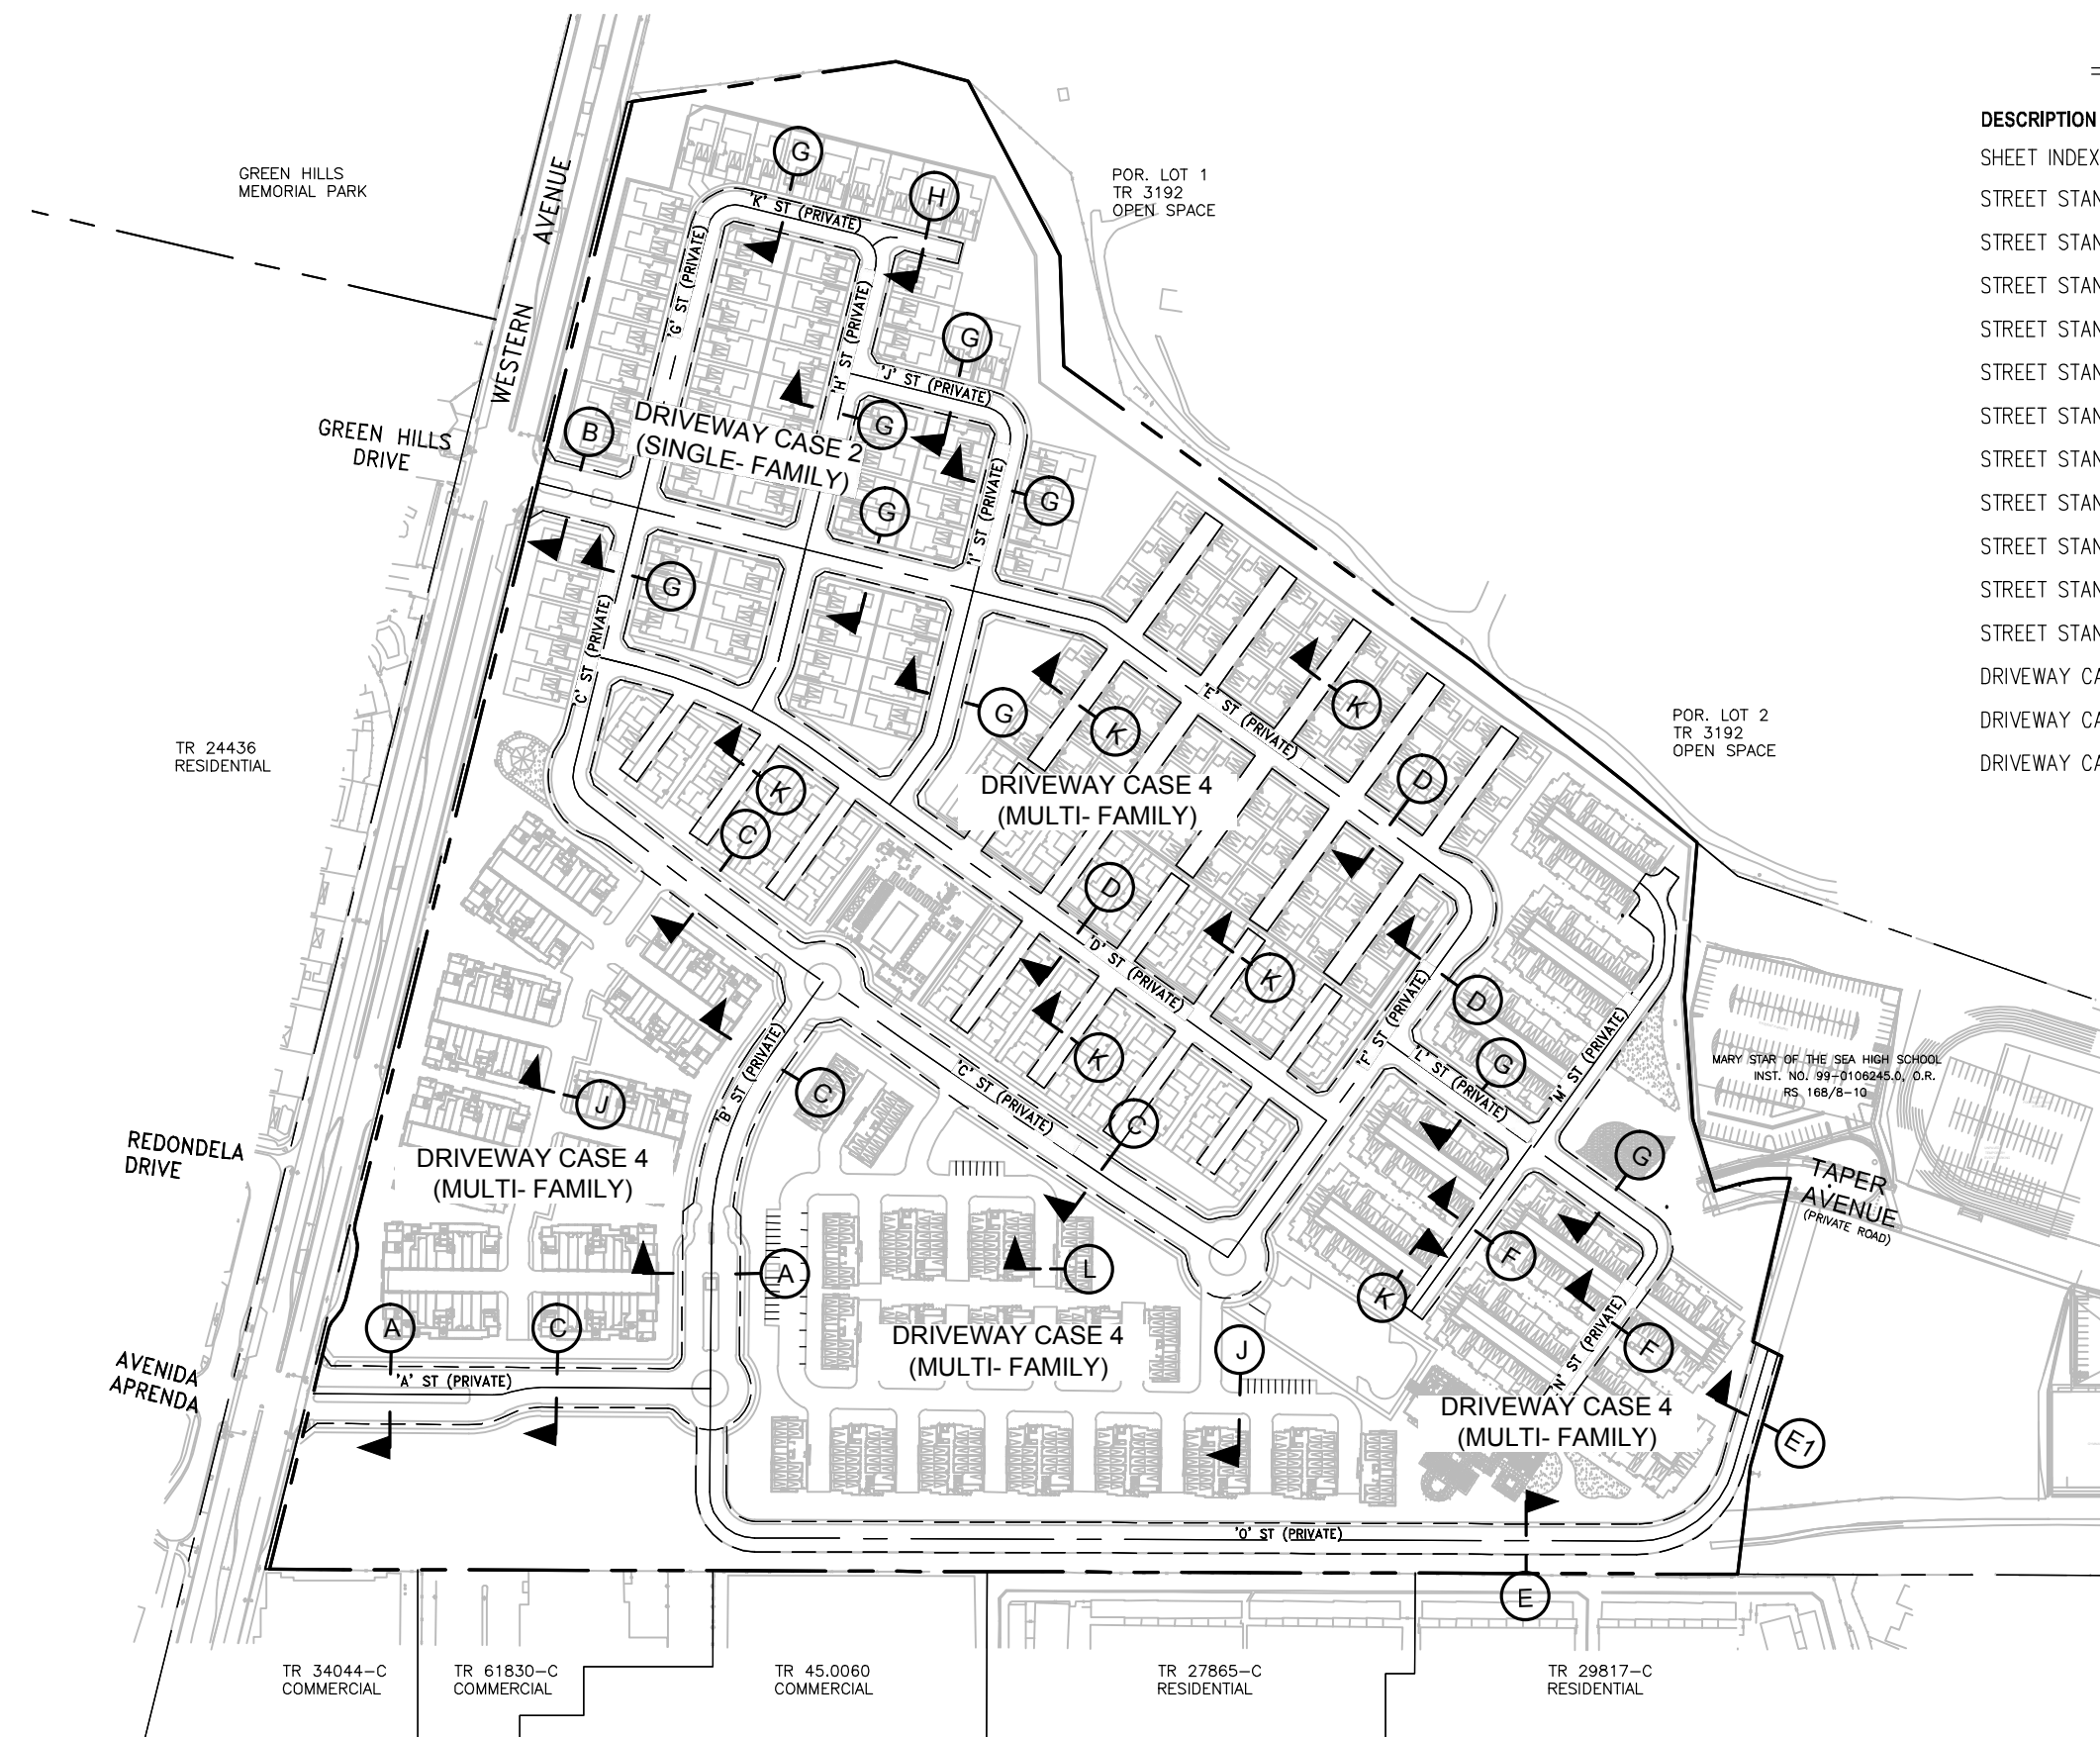 DESCRIPTION
SHEET INDEX
STREET STAN
STREET STAN
STREET STAN
STREET STAN
STREET STAN
STREET STAN
STREET STAN
STREET STAN
STREET STAN
STREET STAN
STREET STAN
DRIVEWAY CA
DRIVEWAY CA
DRIVEWAY CA
GREEN HILLS
MEMORIAL PARK
WESTERN AVENUE
POR. LOT 1
TR 3192
OPEN SPACE
G
H
'K' ST (PRIVATE)
'G' ST (PRIVATE)
'H' ST (PRIVATE)
G
'J' ST (PRIVATE)
GREEN HILLS
DRIVE
B
DRIVEWAY CASE 2
(SINGLE- FAMILY)
G
G
G
'I' ST (PRIVATE)
G
'C' ST (PRIVATE)
TR 24436
RESIDENTIAL
POR. LOT 2
TR 3192
OPEN SPACE
G
K
K
'E' ST (PRIVATE)
K
C
D
DRIVEWAY CASE 4
(MULTI- FAMILY)
D
'D' ST (PRIVATE)
K
D
K
'F' ST (PRIVATE)
G
'L' ST (PRIVATE)
'M' ST (PRIVATE)
MARY STAR OF THE SEA HIGH SCHOOL
INST. NO. 99-0106245.0, O.R.
RS 168/8-10
'B' ST (PRIVATE)
C
'C' ST (PRIVATE)
C
J
REDONDELA
DRIVE
DRIVEWAY CASE 4
(MULTI- FAMILY)
G
TAPER
AVENUE
(PRIVATE ROAD)
A
L
F
K
A
C
DRIVEWAY CASE 4
(MULTI- FAMILY)
J
F
'N' ST (PRIVATE)
AVENIDA
APRENDA
'A' ST (PRIVATE)
DRIVEWAY CASE 4
(MULTI- FAMILY)
E1
'O' ST (PRIVATE)
E
TR 34044-C
COMMERCIAL
TR 61830-C
COMMERCIAL
TR 45.0060
COMMERCIAL
TR 27865-C
RESIDENTIAL
TR 29817-C
RESIDENTIAL